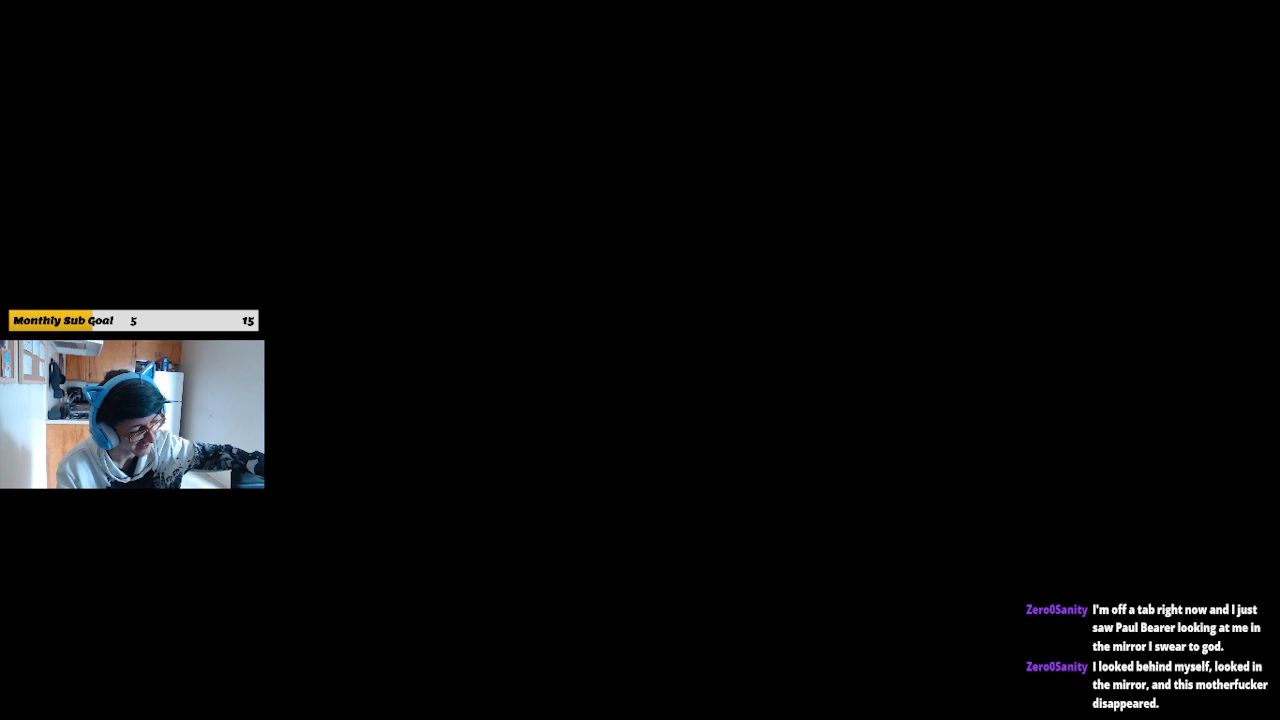 Monthly Sub Goal 5 15
Zero0Sanity I'm off a tab right now and I just
saw Paul Bearer looking at me in
the mirror I swear to god.
Zero0Sanity I looked behind myself, looked in
the mirror, and this motherfucker
disappeared.